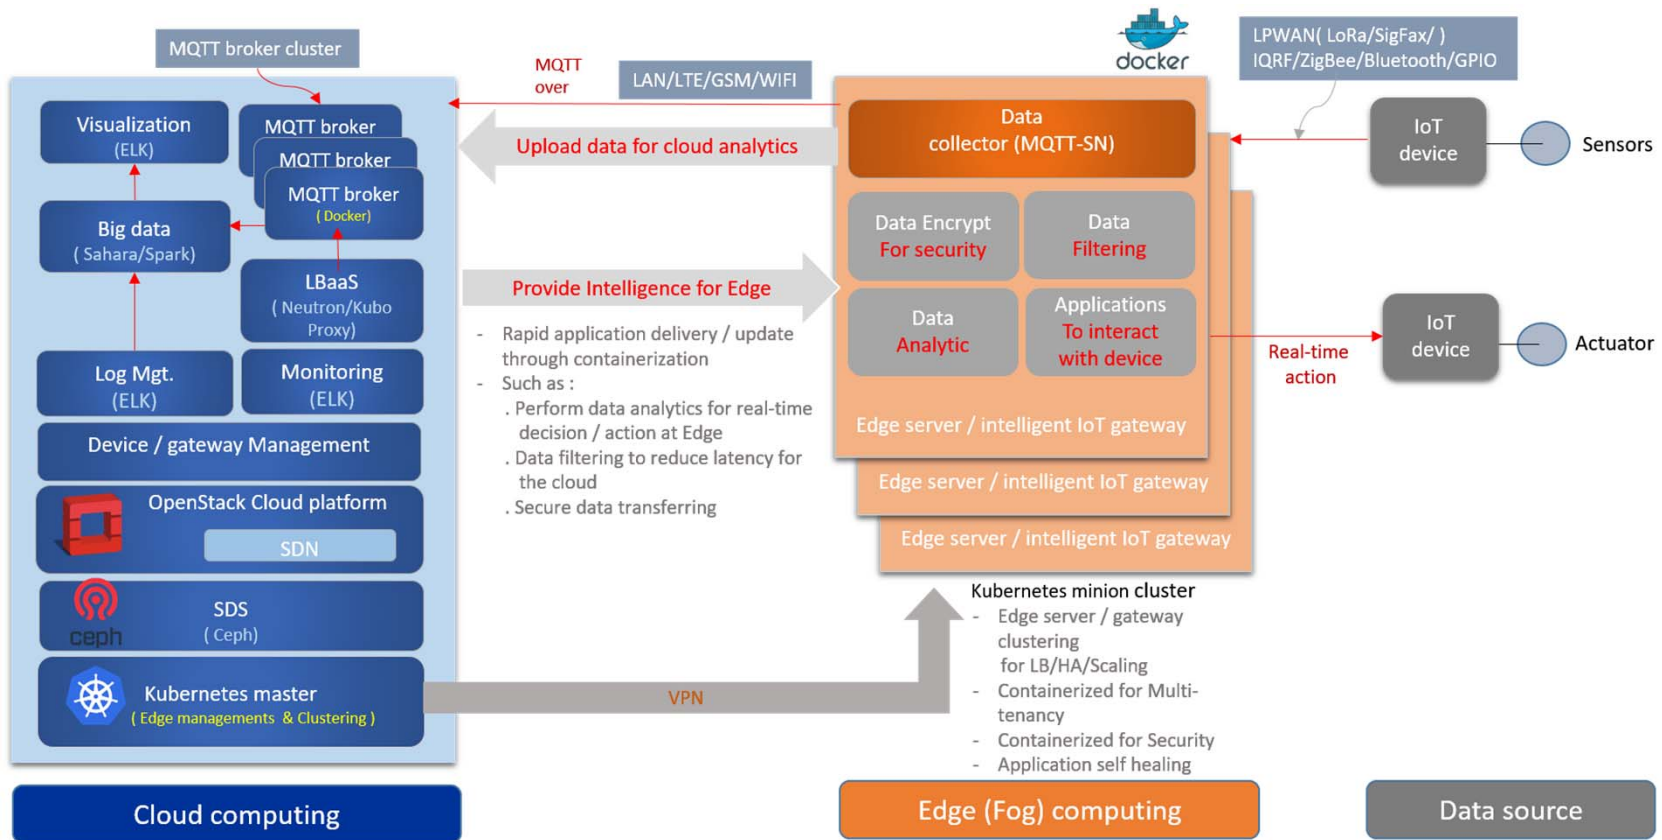 MQTT broker cluster
MQTT
over
LAN/LTE/GSM/WIFI
docker
LPWAN( LoRa/SigFax/ )
IQRF/ZigBee/Bluetooth/GPIO
Visualization
(ELK)
MQTT broker
MQTT broker
MQTT broker
( Docker)
Big data
( Sahara/Spark)
LBaaS
( Neutron/Kubo
Proxy)
Log Mgt.
(ELK)
Monitoring
(ELK)
Device / gateway Management
OpenStack Cloud platform
SDN
ceph
SDS
( Ceph)
Kubernetes master
( Edge managements & Clustering )
Upload data for cloud analytics
Provide Intelligence for Edge
- Rapid application delivery / update
through containerization
- Such as :
. Perform data analytics for real-time
decision / action at Edge
. Data filtering to reduce latency for
the cloud
. Secure data transferring
VPN
Data
collector (MQTT-SN)
Data Encrypt
For security
Data
Filtering
Data
Analytic
Applications
To interact
with device
Edge server / intelligent IoT gateway
Edge server / intelligent IoT gateway
Edge server / intelligent IoT gateway
Kubernetes minion cluster
- Edge server / gateway
clustering
for LB/HA/Scaling
- Containerized for Multi-
tenancy
- Containerized for Security
- Application self healing
IoT
device
Sensors
Real-time
action
IoT
device
Actuator
Cloud computing
Edge (Fog) computing
Data source